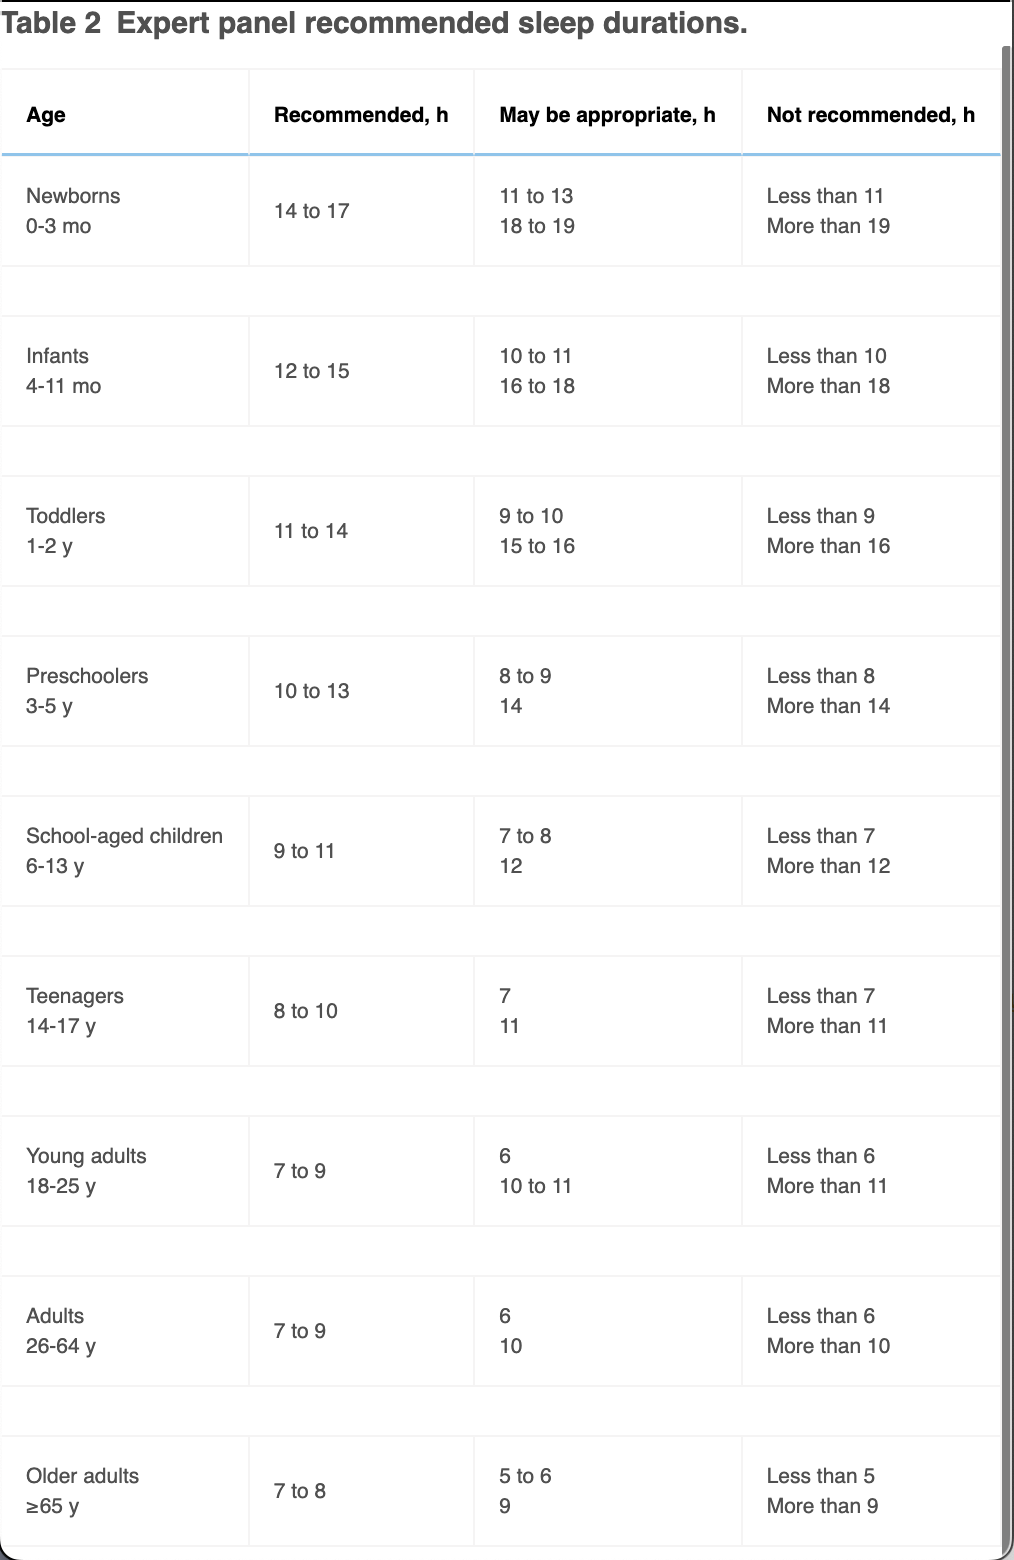 Table 2 Expert panel recommended sleep durations.
Age Recommended, h May be appropriate, h Not recommended, h
Newborns
0-3 mo
14 to 17
11 to 13
18 to 19
Less than 11
More than 19
Infants
4-11 mo
12 to 15
10 to 11
16 to 18
Less than 10
More than 18
Toddlers
1-2 y
11 to 14
9 to 10
15 to 16
Less than 9
More than 16
Preschoolers
3-5 y
10 to 13
8 to 9
14
Less than 8
More than 14
School-aged children
6-13 y
9 to 11
7 to 8
12
Less than 7
More than 12
Teenagers
14-17 y
8 to 10
7
11
Less than 7
More than 11
Young adults
18-25 y
7 to 9
6
10 to 11
Less than 6
More than 11
Adults
26-64 y
7 to 9
6
10
Less than 6
More than 10
Older adults
≥65 y
7 to 8
5 to 6
9
Less than 5
More than 9